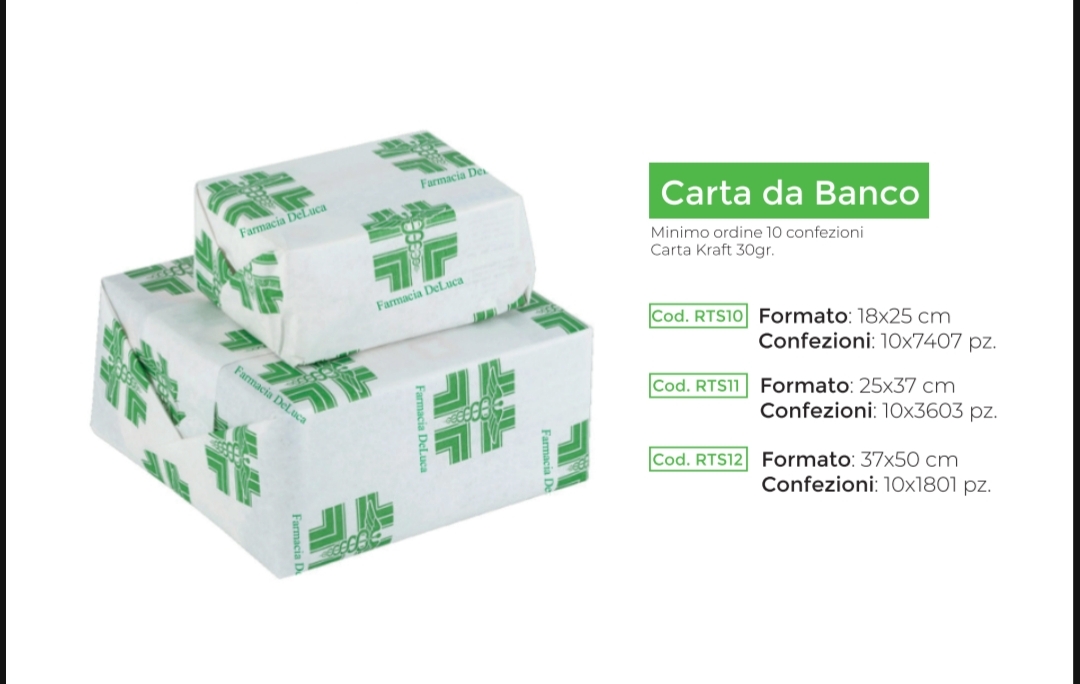 Farmacia DeLuca
Farmacia De
Farmacia DeLuca
Farmacia DeLuca
Farmacia DeLuca
Farmacia De
Farmacia D
Carta da Banco
Minimo ordine 10 confezioni
Carta Kraft 30gr.
Cod. RTS10 Formato: 18x25 cm
Confezioni: 10x7407 pz.
Cod. RTS11 Formato: 25x37 cm
Confezioni: 10x3603 pz.
Cod. RTS12 Formato: 37x50 cm
Confezioni: 10x1801 pz.